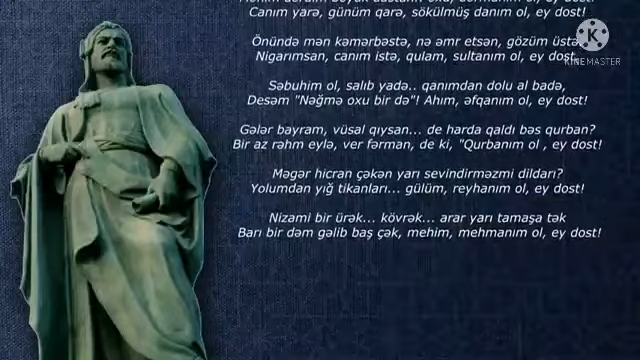 Canım yarə, günüm qarə, sökülmüş danım ol, ey dost!
Önündə mən kəmərbəstə, nə əmr etsən, gözüm üstə
Nigarımsan, canım istə, qulam, sultanım ol, ey dost
Səbuhim ol, salıb yadə.. qanımdan dolu al badə,
Desəm "Nəğmə oxu bir də"! Ahım, əfqanım ol, ey dost!
Gələr bayram, vüsal qıysan... de harda qaldı bəs qurban?
Bir az rəhm eylə, ver fərman, de ki, "Qurbanım ol , ey dost!
Məgər hicran çəkən yarı sevindirməzmi dildarı?
Yolumdan yığ tikanları... gülüm, reyhanım ol, ey dost!
Nizami bir ürək... kövrək... arar yarı tamaşa tək
Barı bir dəm gəlib baş çək, mehim, mehmanım ol, ey dost!
K
KINEMASTER